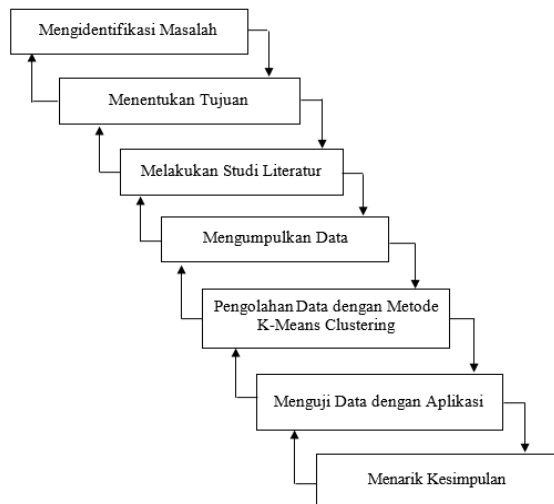 Mengidentifikasi Masalah
Menentukan Tujuan
Melakukan Studi Literatur
Mengumpulkan Data
Pengolahan Data dengan Metode
K-Means Clustering
Menguji Data dengan Aplikasi
Menarik Kesimpulan